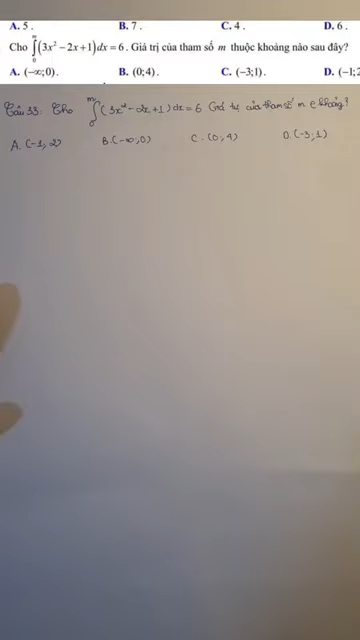 A. 5 . B. 7 . C. 4 . D. 6 .
Cho ∫₀ᵐ (3x² − 2x + 1)dx = 6 . Giá trị của tham số m thuộc khoảng nào sau đây?
A. (−∞;0) . B. (0;4) . C. (−3;1) . D. (−1;2
Câu 33: Cho ∫₀ᵐ (3x² − 2x + 1) dx = 6 Giá trị của tham số m ∈ khoảng?
A. (−1, 2) B. (−∞; 0) C. (0, 4) D. (−3; 1)